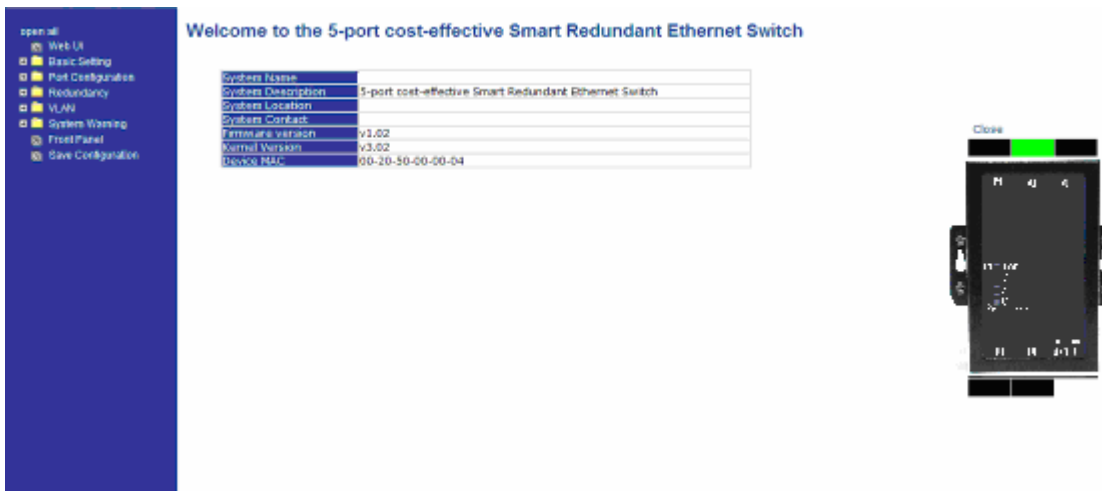 Welcome to the 5-port cost-effective Smart Redundant Ethernet Switch
open all
Web UI
Basic Setting
Port Configuration
Redundancy
VLAN
System Warning
Front Panel
Save Configuration
System Name
System Description 5-port cost-effective Smart Redundant Ethernet Switch
System Location
System Contact
Firmware version v1.02
Kernel Version v3.02
Device MAC 00-20-50-00-00-04
Close